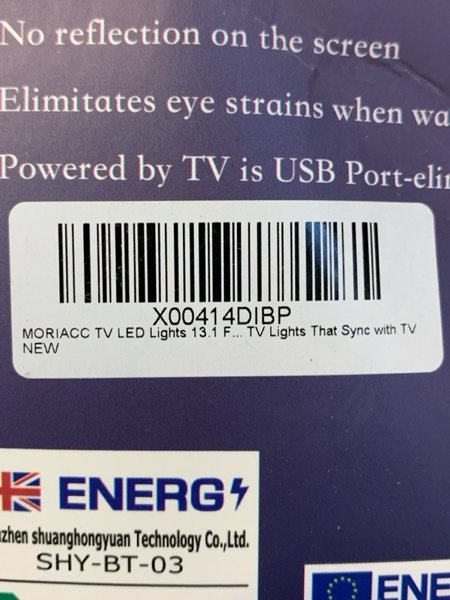 No reflection on the screen
Elimitates eye strains when wa
Powered by TV is USB Port-elin
X00414DIBP
MORIACC TV LED Lights 13.1 F... TV Lights That Sync with TV
NEW
ENERG
zhen shuanghongyuan Technology Co.,Ltd.
SHY-BT-03
ENE